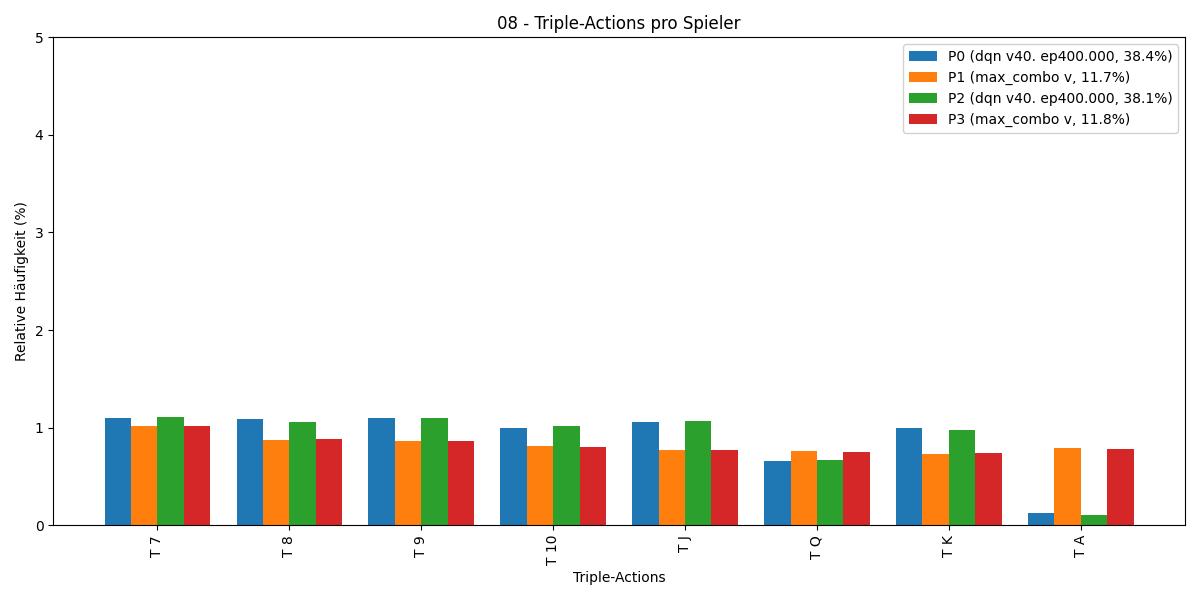 08 - Triple-Actions pro Spieler
P0 (dqn v40. ep400.000, 38.4%)
P1 (max_combo v, 11.7%)
P2 (dqn v40. ep400.000, 38.1%)
P3 (max_combo v, 11.8%)
Relative Häufigkeit (%)
5
4
3
2
1
0
T 7
T 8
T 9
T 10
T J
T Q
T K
T A
Triple-Actions